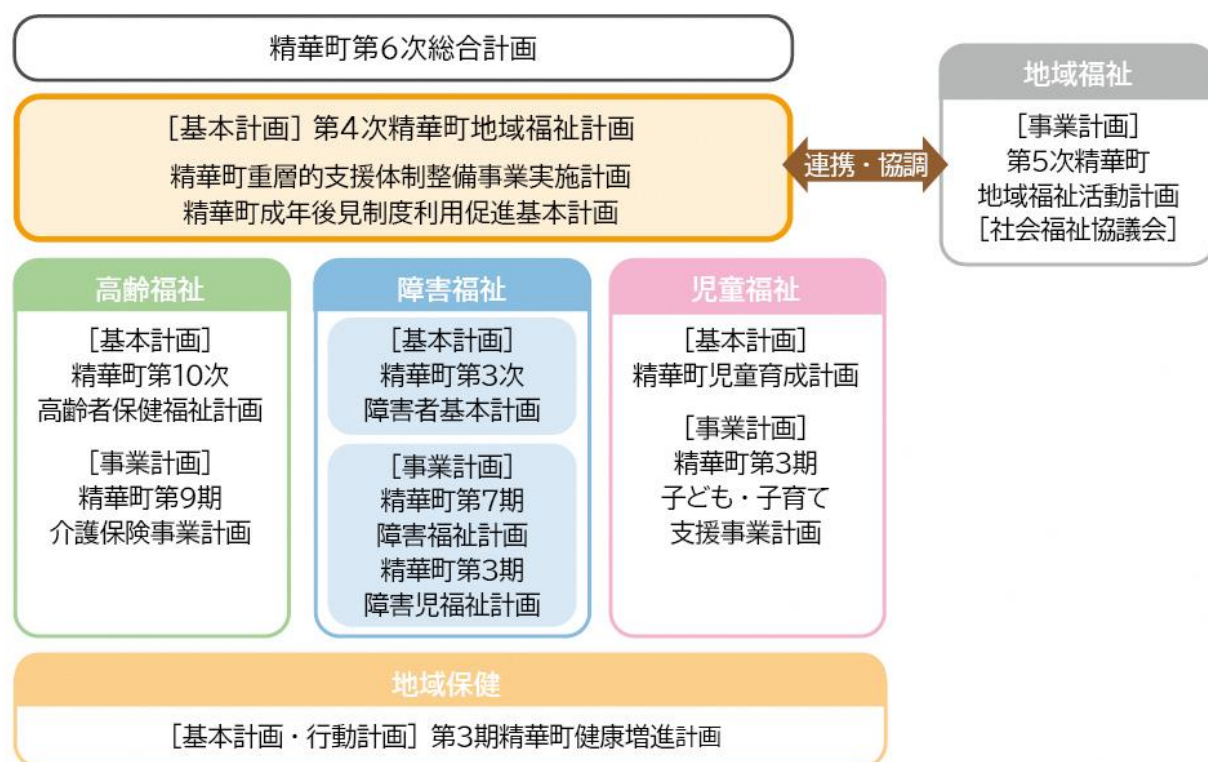 精華町第6次総合計画
[基本計画] 第4次精華町地域福祉計画
精華町重層的支援体制整備事業実施計画
精華町成年後見制度利用促進基本計画
連携・協調
地域福祉
[事業計画]
第5次精華町
地域福祉活動計画
[社会福祉協議会]
高齢福祉
[基本計画]
精華町第10次
高齢者保健福祉計画
[事業計画]
精華町第9期
介護保険事業計画
障害福祉
[基本計画]
精華町第3次
障害者基本計画
[事業計画]
精華町第7期
障害福祉計画
精華町第3期
障害児福祉計画
児童福祉
[基本計画]
精華町児童育成計画
[事業計画]
精華町第3期
子ども・子育て
支援事業計画
地域保健
[基本計画・行動計画] 第3期精華町健康増進計画